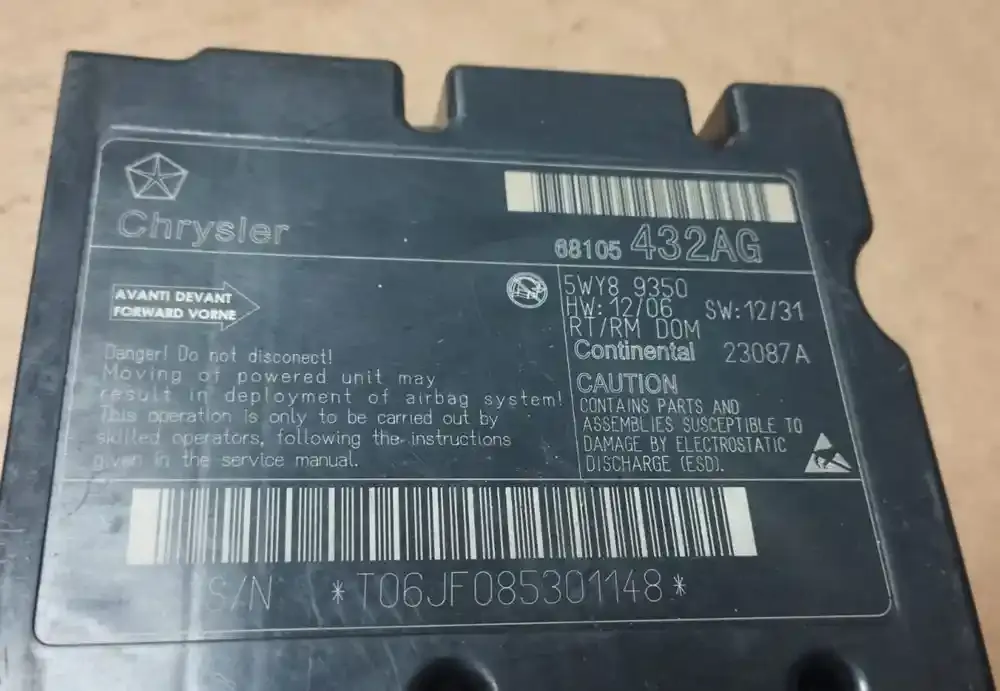 Chrysler
68105 432AG
AVANTI DEVANT
FORWARD VORNE
5WY8 9350
HW: 12/06 SW: 12/31
RT/RM DOM
Continental 23087A
Danger! Do not disconect!
Moving of powered unit may
result in deployment of airbag system!
This operation is only to be carried out by
skilled operators, following the instructions
given in the service manual.
CAUTION
CONTAINS PARTS AND
ASSEMBLIES SUSCEPTIBLE TO
DAMAGE BY ELECTROSTATIC
DISCHARGE (ESD).
S/N *T06JF085301148*